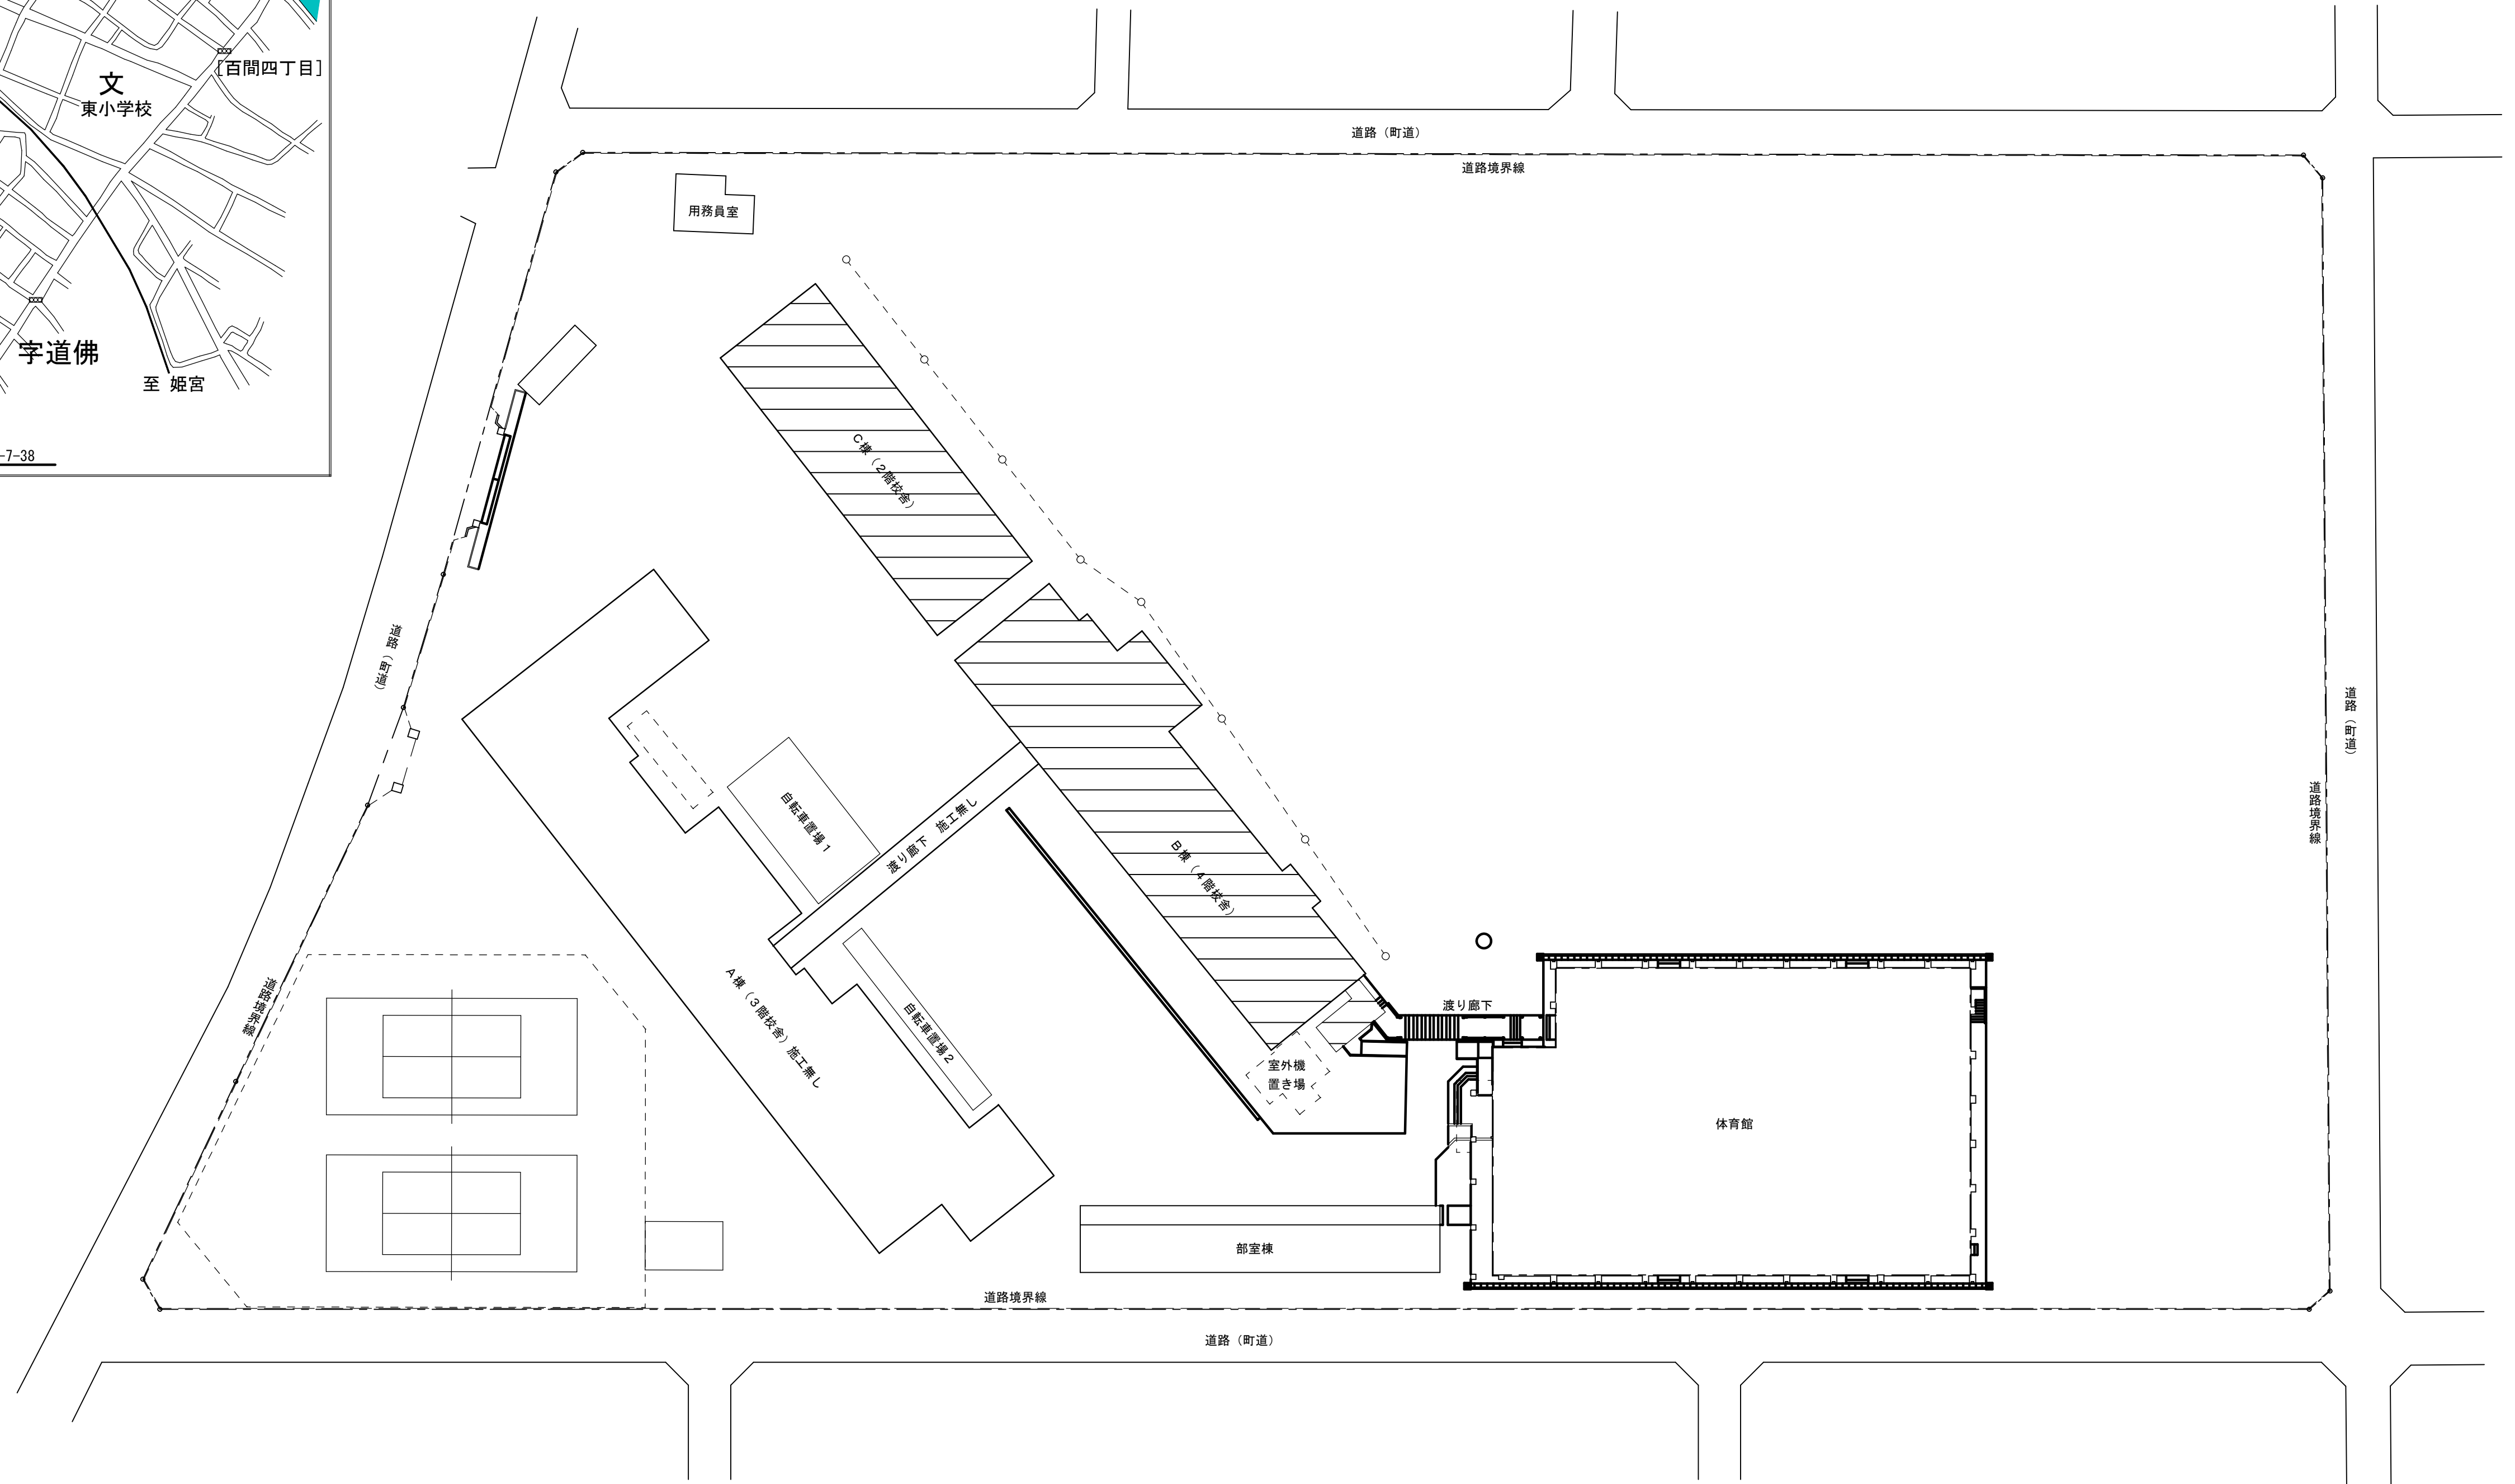 [百間四丁目]
文
東小学校
字道佛
至 姫宮
-7-38
道路（町道）
道路境界線
用務員室
C棟（2階校舎）
道路（町道）
道路（町道）
道路境界線
自転車置場1
渡り廊下 施工無し
B棟（4階校舎）
A棟（3階校舎）施工無し
自転車置場2
道路境界線
渡り廊下
室外機
置き場
体育館
部室棟
道路境界線
道路（町道）